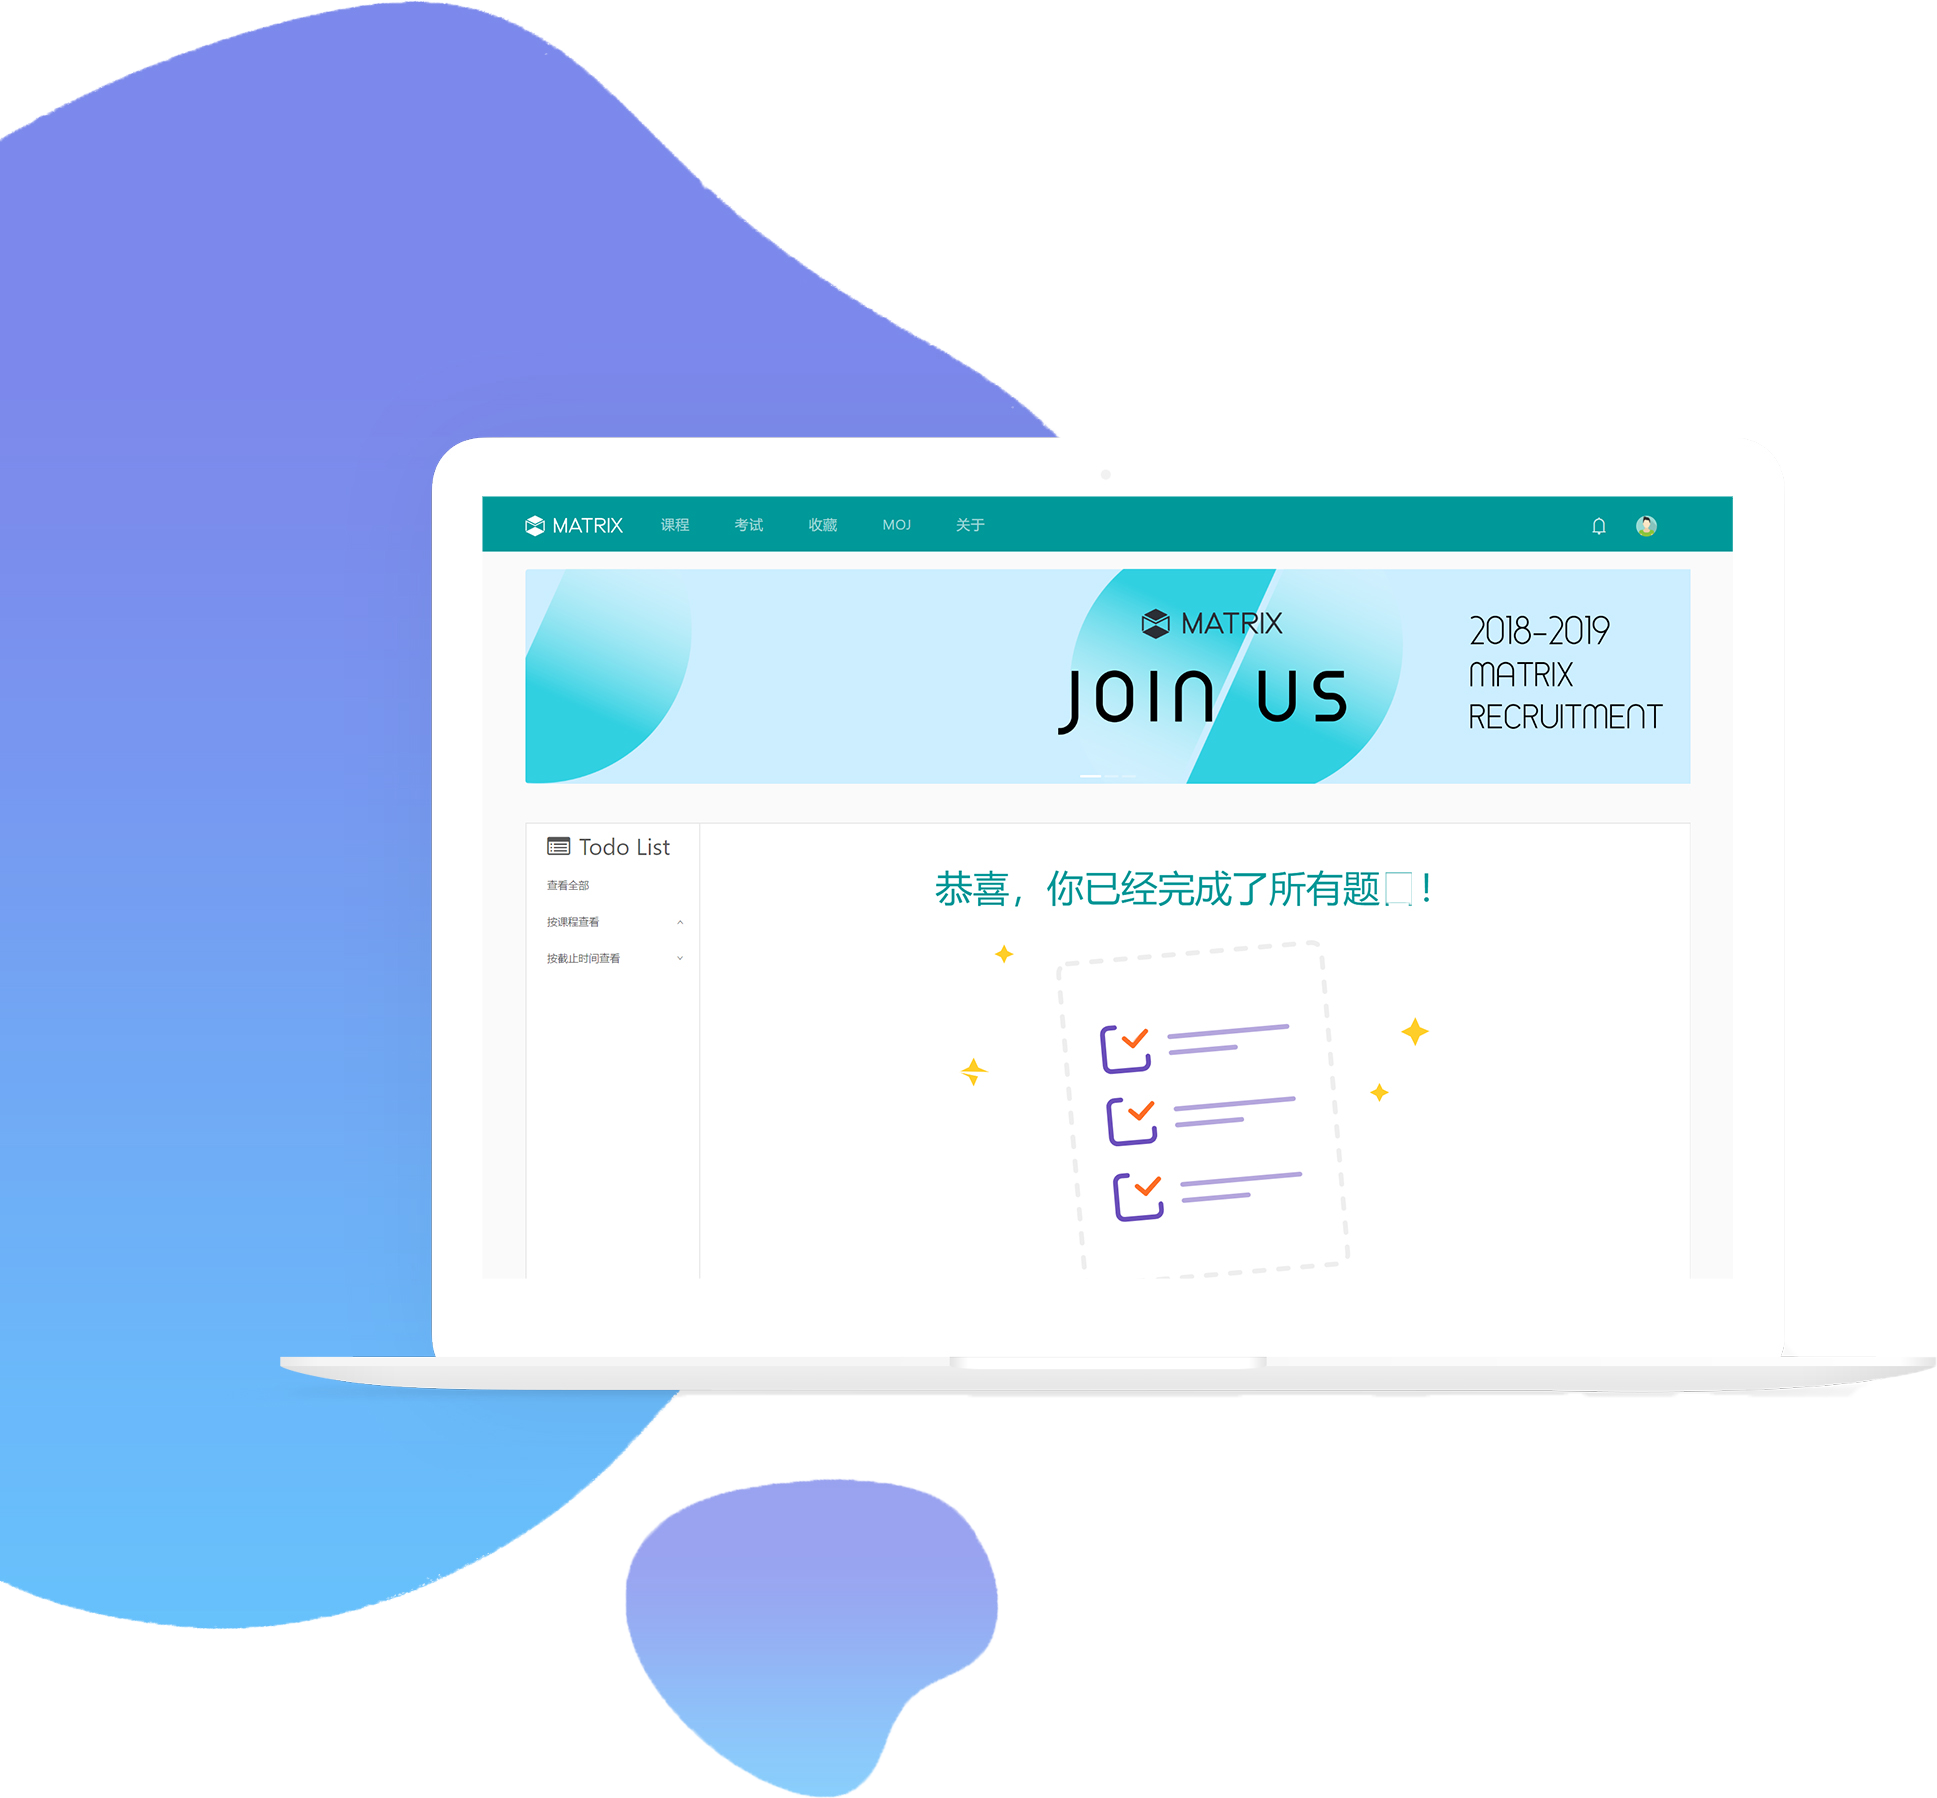 MATRIX 课程 考试 收藏 MOJ 关于
MATRIX
JOIN US
2018-2019
MATRIX
RECRUITMENT
Todo List
查看全部
按课程查看
按截止时间查看
恭喜，你已经完成了所有题口！